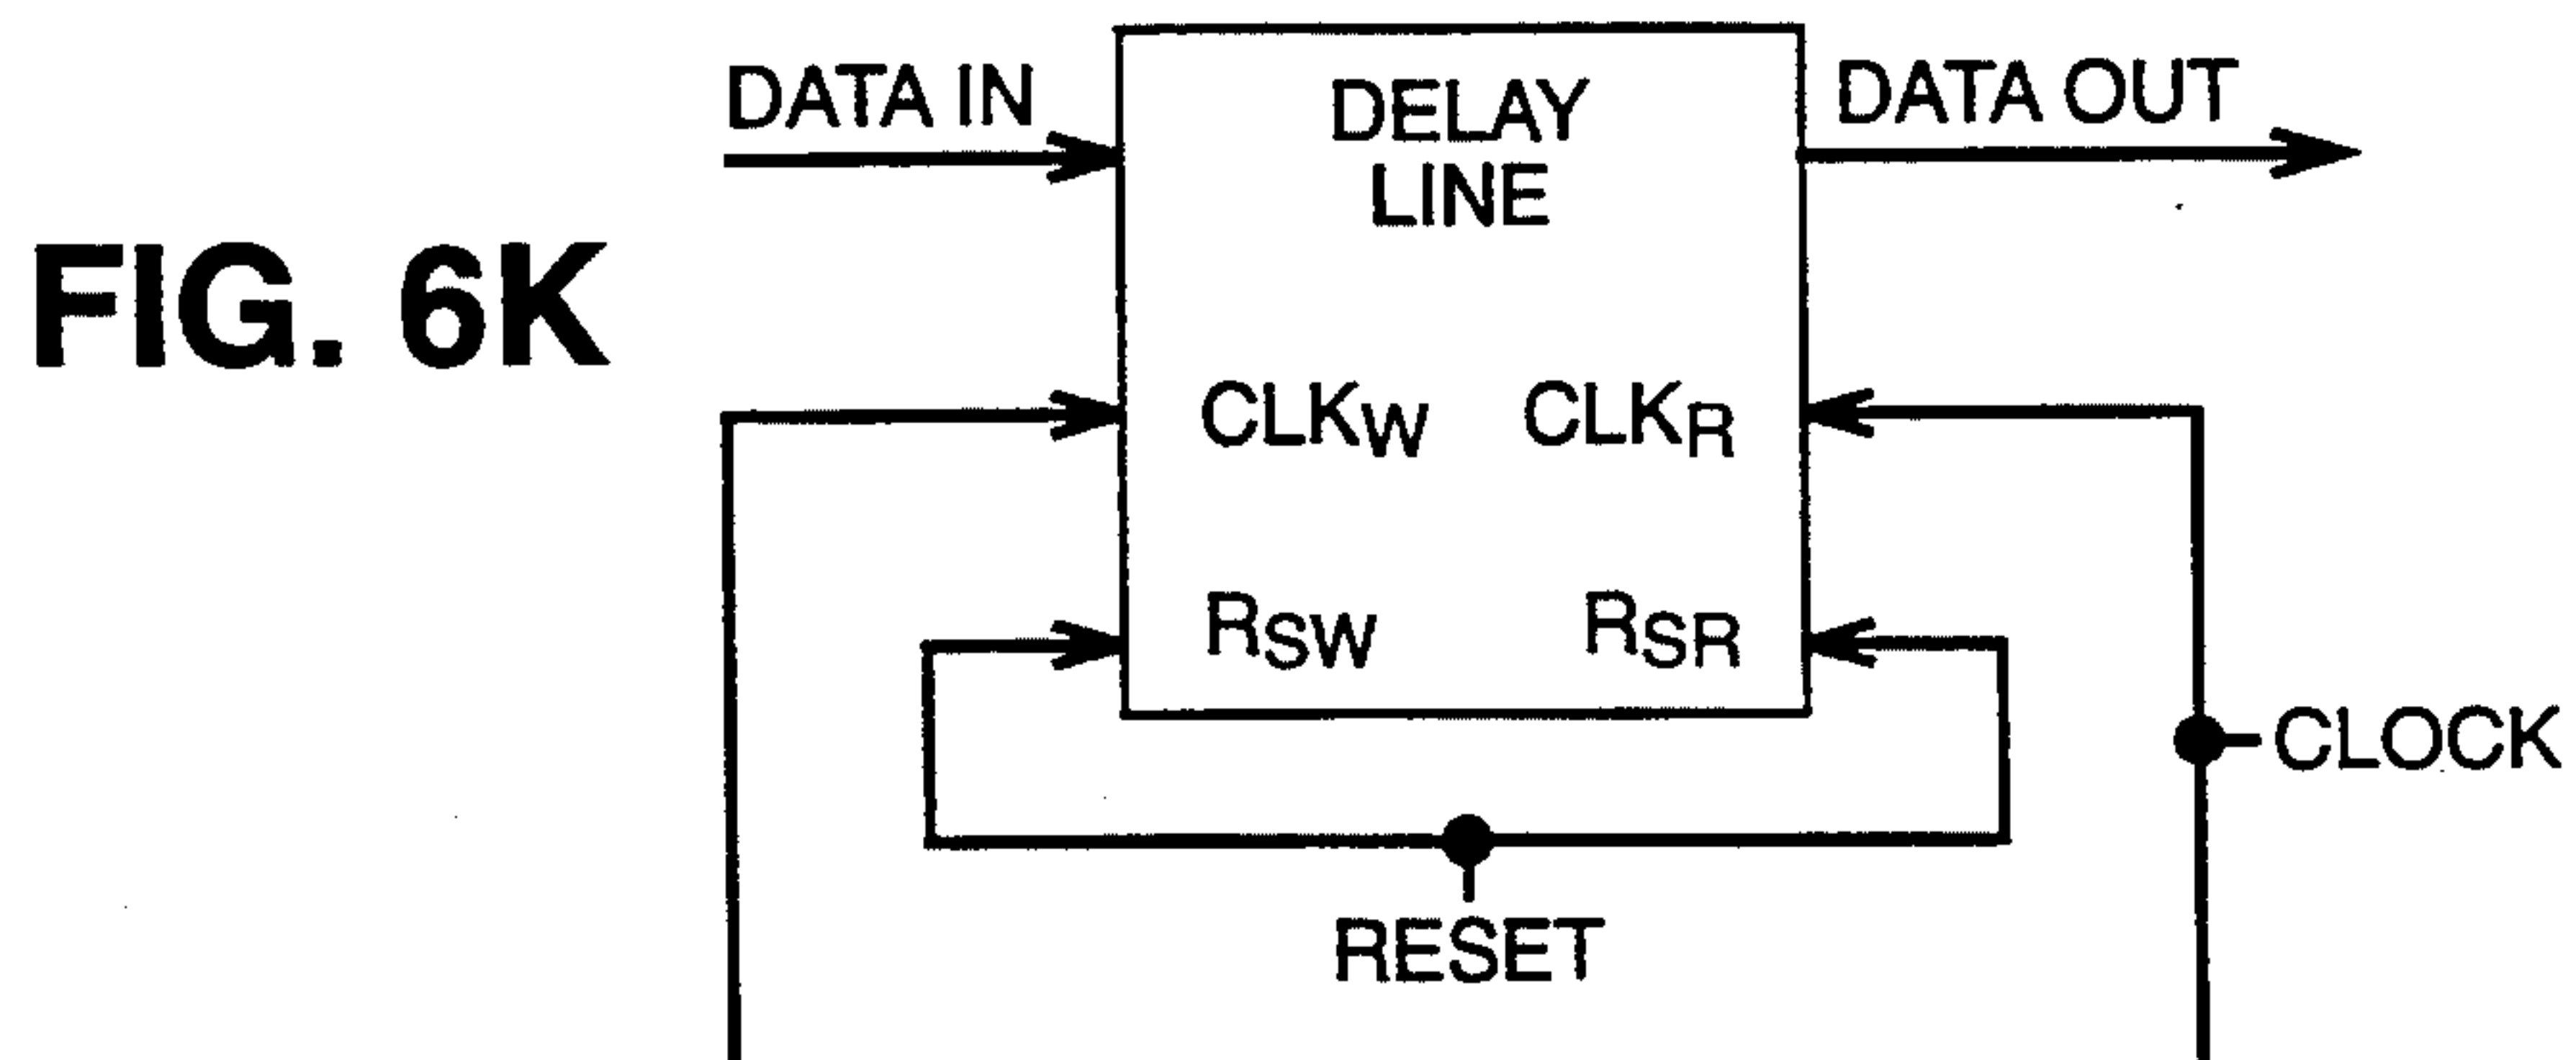 DATA IN
DELAY
LINE
DATA OUT
FIG. 6K
CLKW CLKR
RSW RSR
CLOCK
RESET